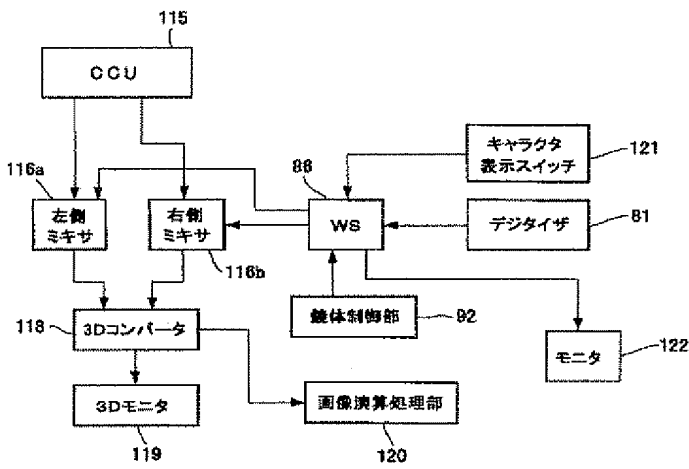 115
CCU
キャラクタ
表示スイッチ
121
116a
86
左側
ミキサ
右側
ミキサ
WS
デジタイザ
81
116b
118
3Dコンバータ
鏡体制御部
92
モニタ
122
3Dモニタ
画像演算処理部
119
120